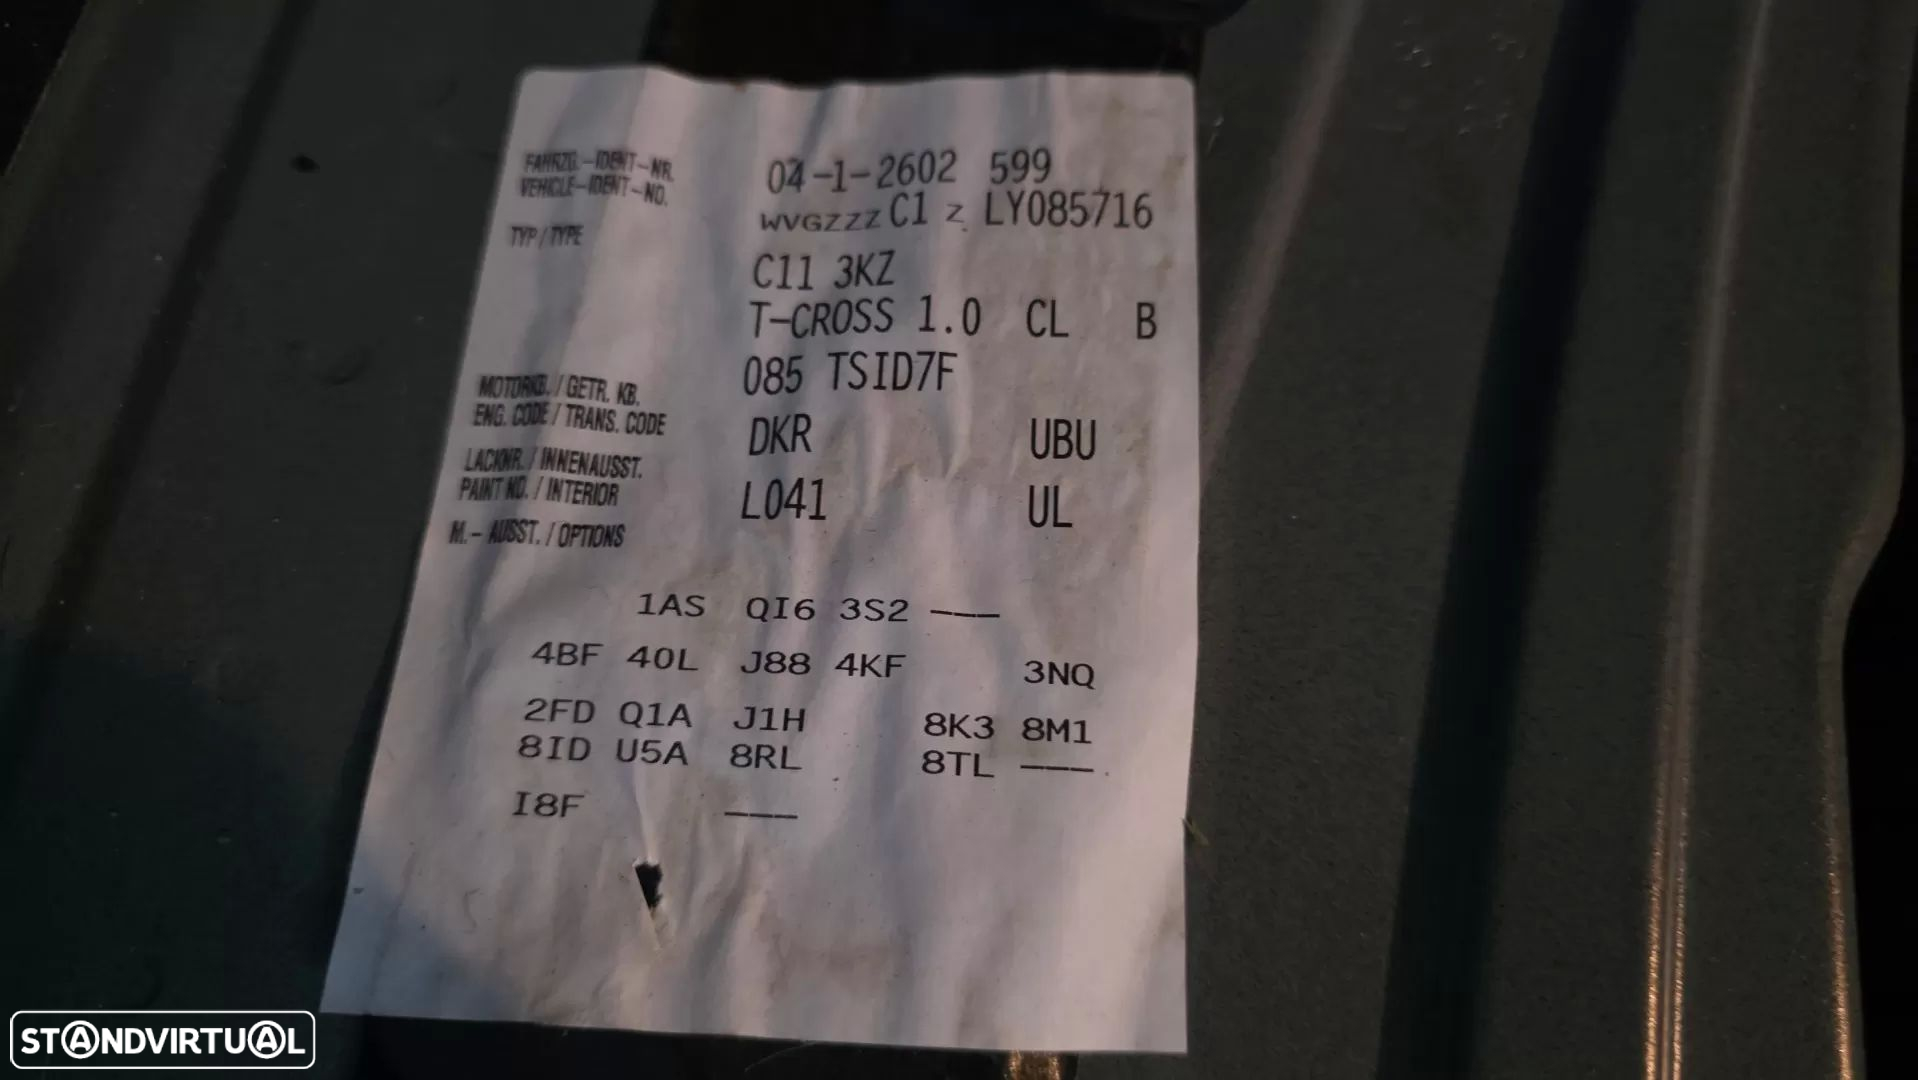 FAHRZG.-IDENT-NR. 04-1-2602 599
VEHICLE-IDENT-NO. WVGZZZ C1 Z LY085716
TYP / TYPE
C11 3KZ
T-CROSS 1.0 CL B
085 TSID7F
MOTORKB. / GETR. KB.
ENG. CODE / TRANS. CODE DKR UBU
LACKNR. / INNENAUSST.
PAINT NO. / INTERIOR L041 UL
M.- AUSST. / OPTIONS
1AS QI6 3S2 ---
4BF 40L J88 4KF 3NQ
2FD Q1A J1H 8K3 8M1
8ID U5A 8RL 8TL ---
I8F ---
STANDVIRTUAL